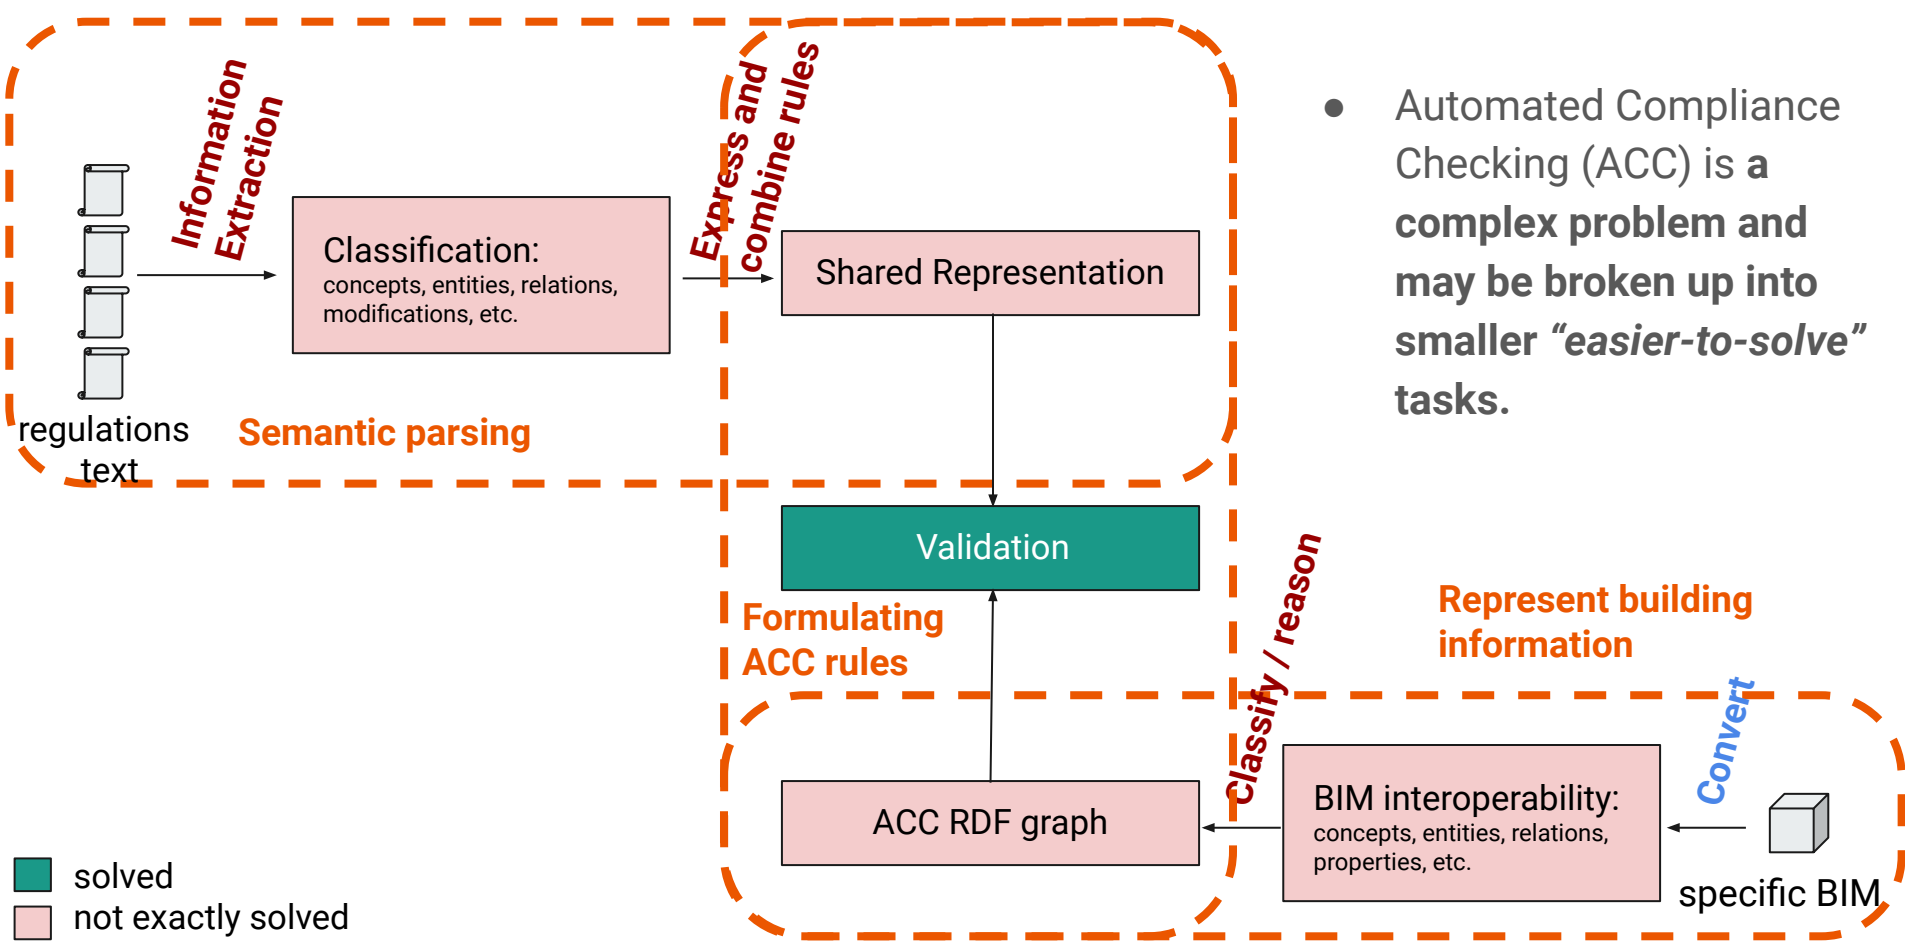 Information
Extraction
Express and
combine rules
Classification:
concepts, entities, relations,
modifications, etc.
Shared Representation
regulations
text
Semantic parsing
● Automated Compliance
Checking (ACC) is a
complex problem and
may be broken up into
smaller “easier-to-solve”
tasks.
Validation
Formulating
ACC rules
Classify / reason
Represent building
information
Convert
ACC RDF graph
BIM interoperability:
concepts, entities, relations,
properties, etc.
specific BIM
solved
not exactly solved